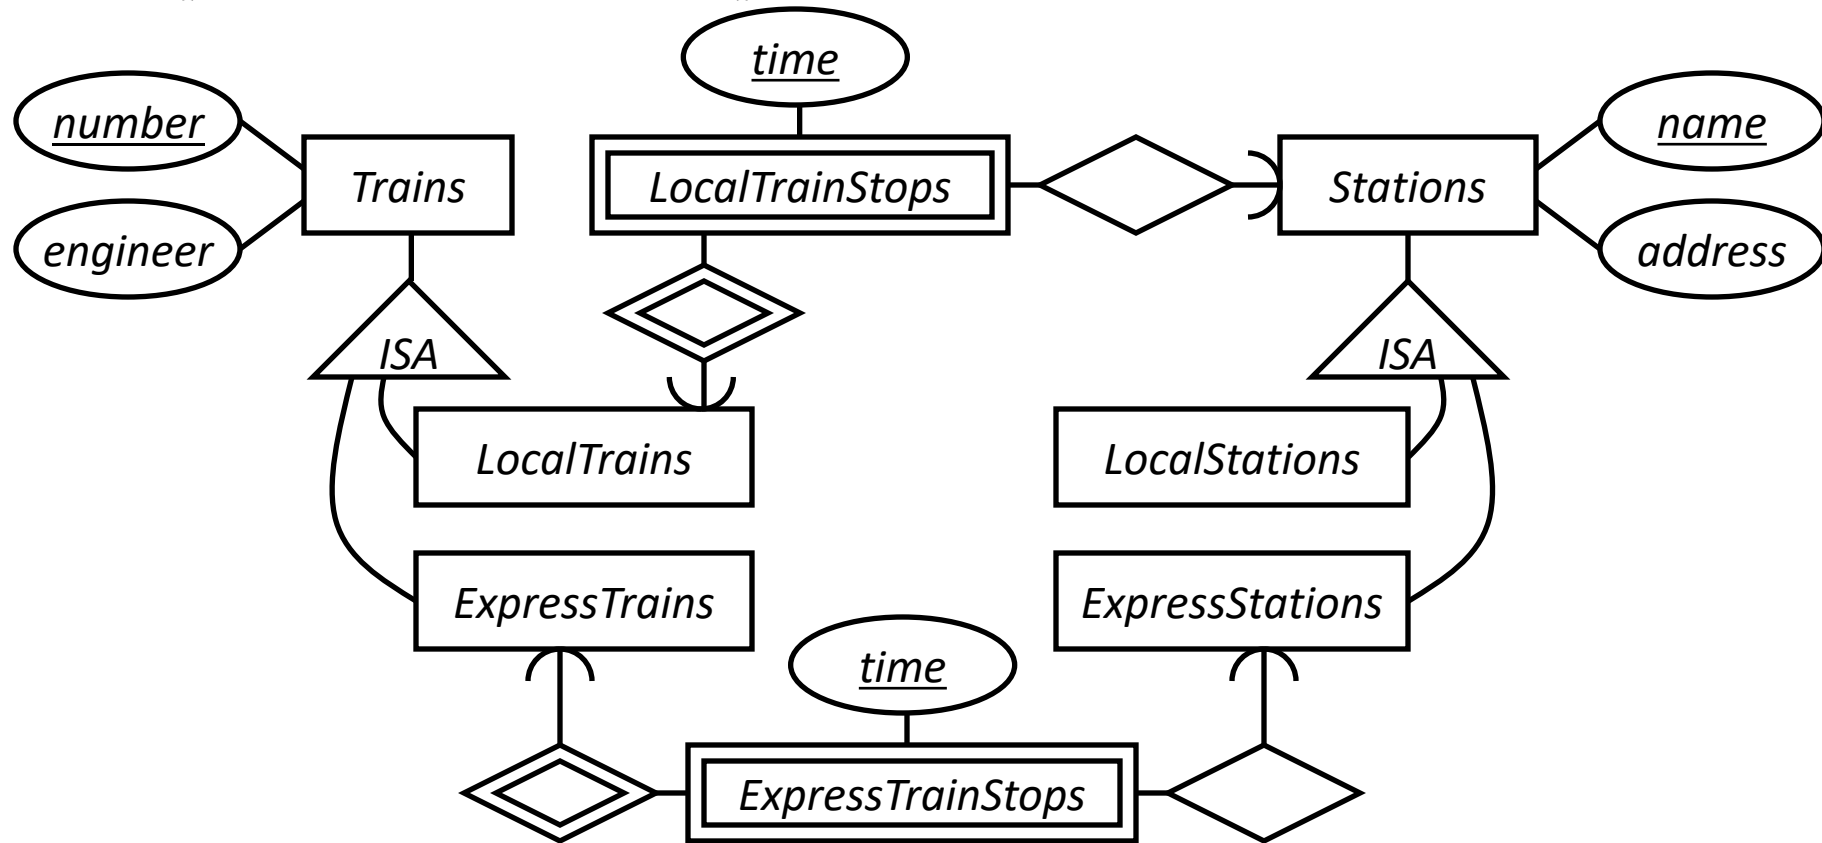 time
number
name
Trains
LocalTrainStops
Stations
engineer
address
ISA
ISA
LocalTrains
LocalStations
ExpressTrains
ExpressStations
time
ExpressTrainStops